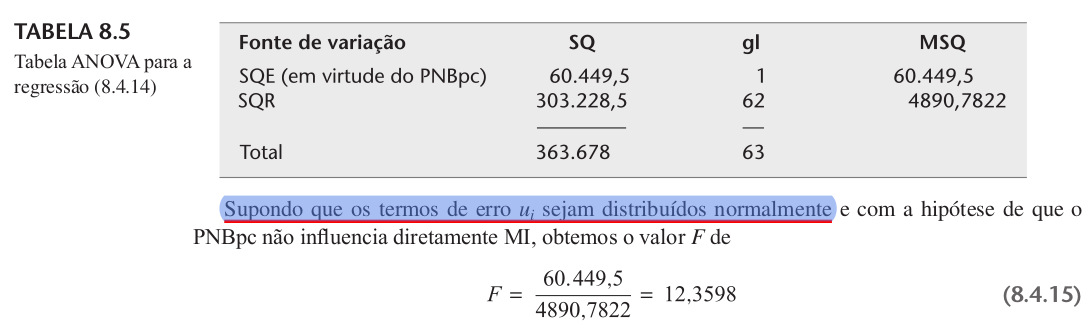 TABELA 8.5
Tabela ANOVA para a
regressão (8.4.14)
Fonte de variação SQ gl MSQ
SQE (em virtude do PNBpc) 60.449,5 1 60.449,5
SQR 303.228,5 62 4890,7822
Total 363.678 63
Supondo que os termos de erro uᵢ sejam distribuídos normalmente e com a hipótese de que o
PNBpc não influencia diretamente MI, obtemos o valor F de
F = 60.449,5 / 4890,7822 = 12,3598 (8.4.15)